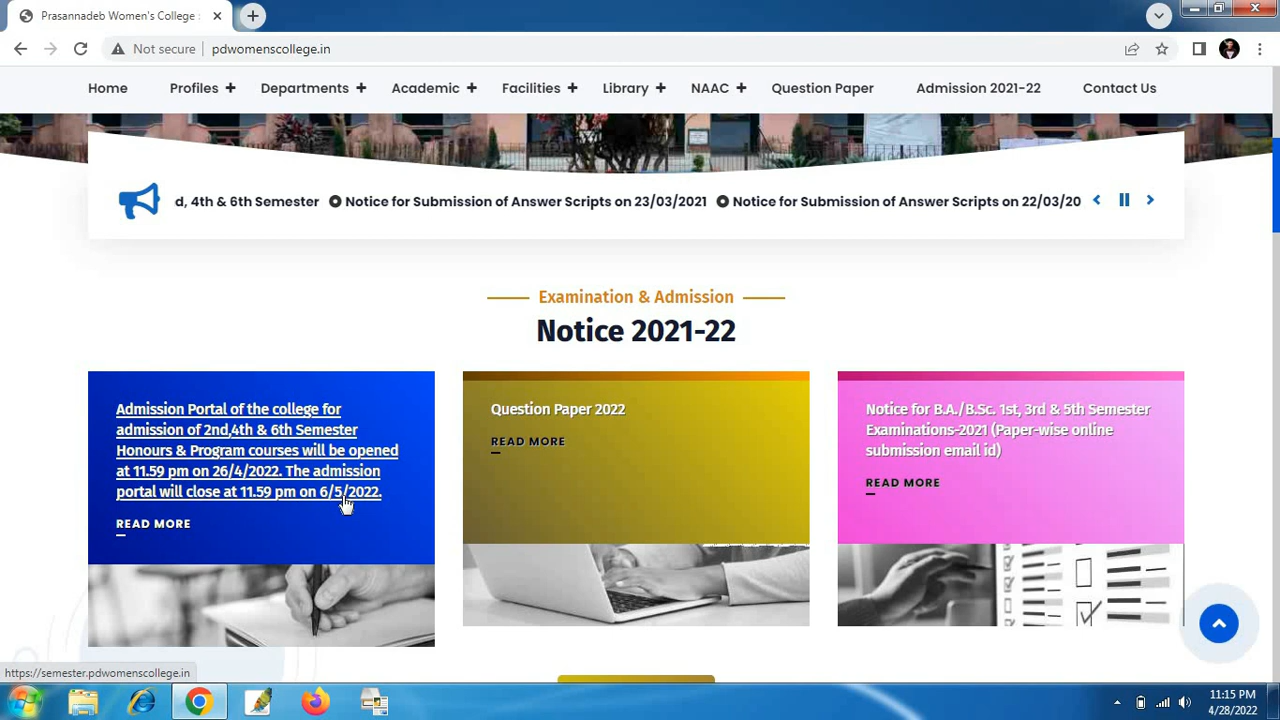 Prasannadeb Women's College :
Not secure | pdwomenscollege.in
Home Profiles + Departments + Academic + Facilities + Library + NAAC + Question Paper Admission 2021-22 Contact Us
d, 4th & 6th Semester Notice for Submission of Answer Scripts on 23/03/2021 Notice for Submission of Answer Scripts on 22/03/20
Examination & Admission
Notice 2021-22
Admission Portal of the college for
admission of 2nd,4th & 6th Semester
Honours & Program courses will be opened
at 11.59 pm on 26/4/2022. The admission
portal will close at 11.59 pm on 6/5/2022.
READ MORE
Question Paper 2022
READ MORE
Notice for B.A./B.Sc. 1st, 3rd & 5th Semester
Examinations-2021 (Paper-wise online
submission email id)
READ MORE
https://semester.pdwomenscollege.in
11:15 PM
4/28/2022